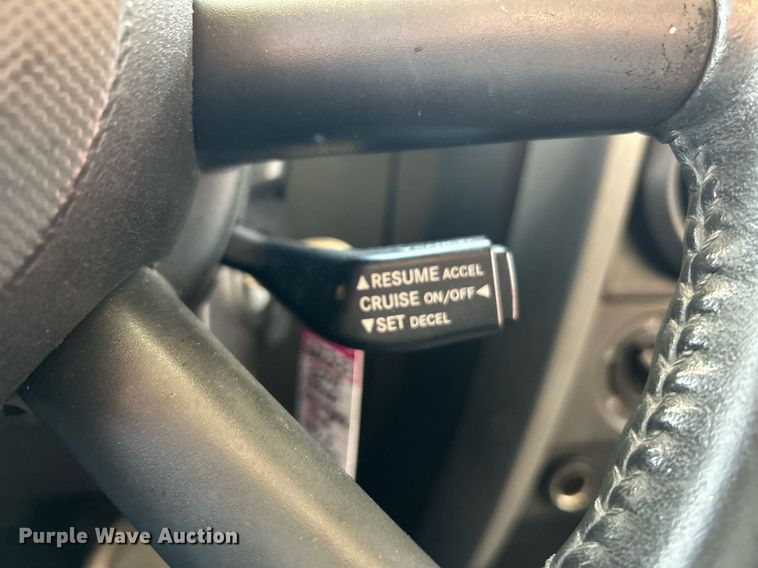 ▲RESUME ACCEL
CRUISE ON/OFF◀
▼SET DECEL
Purple Wave Auction